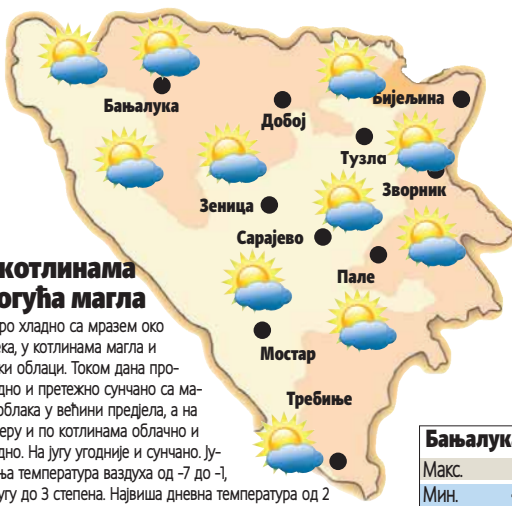 Бањалука
Добој
Бијељина
Тузла
Зворник
Зеница
Сарајево
Пале
Мостар
Требиње
котлинама
огућа магла
ро хладно са мразем око
ека, у котлинама магла и
ки облаци. Током дана про-
дно и претежно сунчано са ма-
облака у већини предјела, а на
еру и по котлинама облачно и
дно. На југу угодније и сунчано. Ју-
ња температура ваздуха од -7 до -1,
угу до 3 степена. Највиша дневна температура од 2
Бањалука
Макс.
Мин.